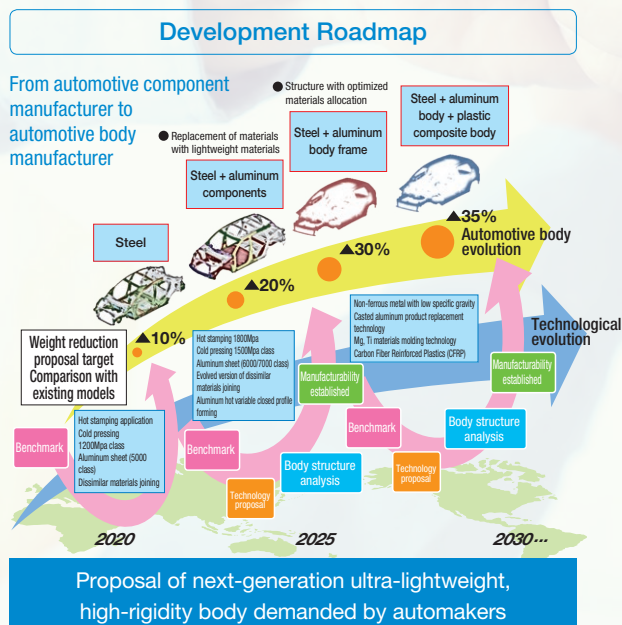 Development Roadmap
From automotive component
manufacturer to
automotive body
manufacturer
● Structure with optimized
materials allocation
● Replacement of materials
with lightweight materials
Steel
Steel + aluminum
components
Steel + aluminum
body frame
Steel + aluminum
body + plastic
composite body
▲10%
▲20%
▲30%
▲35%
Automotive body
evolution
Technological
evolution
Weight reduction
proposal target
Comparison with
existing models
Hot stamping application
Cold pressing
1200Mpa class
Aluminum sheet (5000
class)
Dissimilar materials joining
Hot stamping 1800Mpa
Cold pressing 1500Mpa class
Aluminum sheet (6000/7000 class)
Evolved version of dissimilar
materials joining
Aluminum hot variable closed profile
forming
Non-ferrous metal with low specific gravity
Casted aluminum product replacement
technology
Mg, Ti materials molding technology
Carbon Fiber Reinforced Plastics (CFRP)
Benchmark
Benchmark
Technology
proposal
Body structure
analysis
Manufacturability
established
Benchmark
Technology
proposal
Body structure
analysis
Manufacturability
established
2020
2025
2030...
Proposal of next-generation ultra-lightweight,
high-rigidity body demanded by automakers